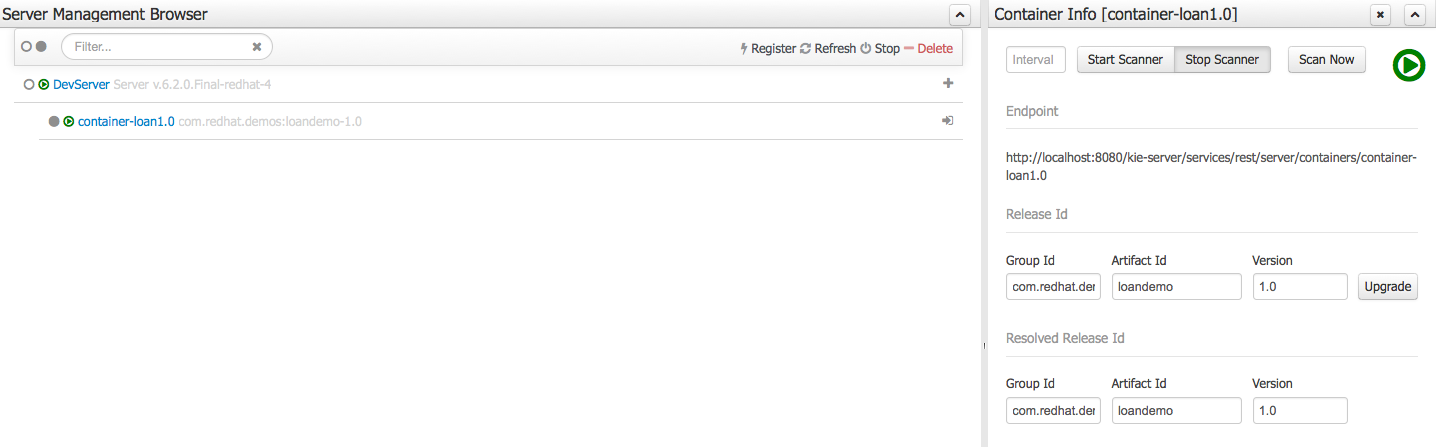 Server Management Browser
Filter...
Register Refresh Stop Delete
DevServer Server v.6.2.0.Final-redhat-4
container-loan1.0 com.redhat.demos:loandemo-1.0
Container Info [container-loan1.0]
Interval Start Scanner Stop Scanner Scan Now
Endpoint
http://localhost:8080/kie-server/services/rest/server/containers/container-
loan1.0
Release Id
Group Id Artifact Id Version
com.redhat.der loandemo 1.0 Upgrade
Resolved Release Id
Group Id Artifact Id Version
com.redhat.der loandemo 1.0